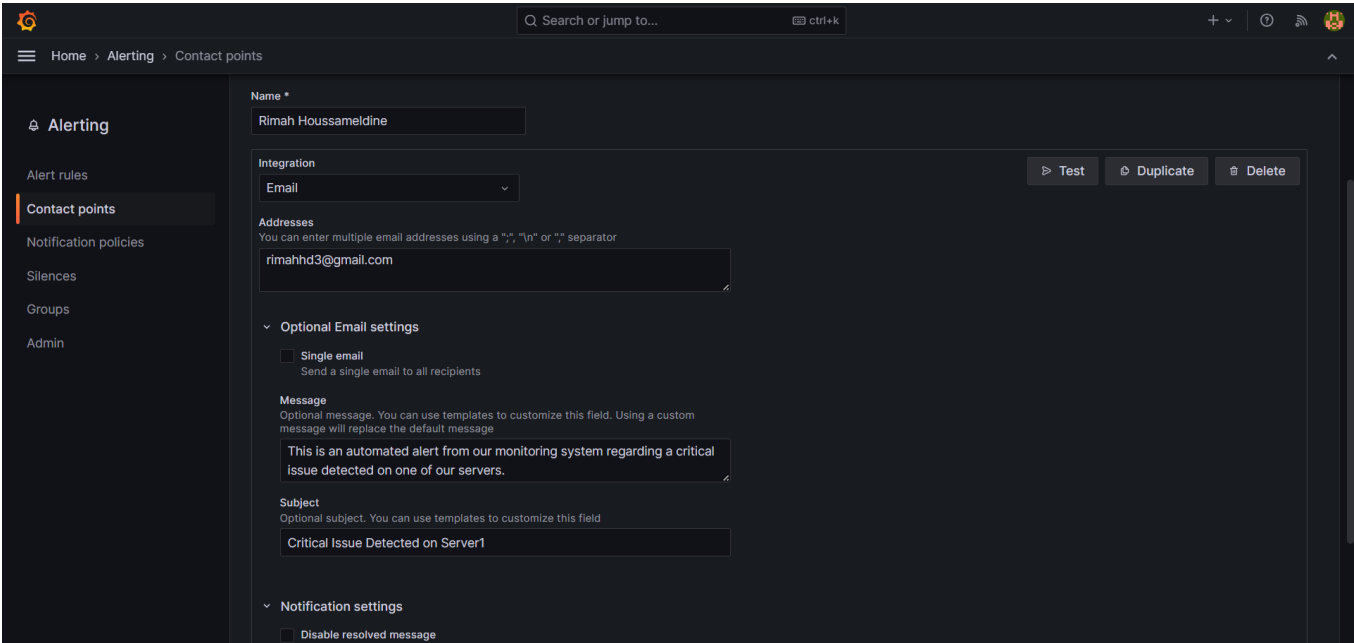 Search or jump to... ctrl+k
Home › Alerting › Contact points
Alerting
Alert rules
Contact points
Notification policies
Silences
Groups
Admin
Name *
Rimah Houssameldine
Integration
Email
Test Duplicate Delete
Addresses
You can enter multiple email addresses using a ";", "\n" or "," separator
rimahhd3@gmail.com
Optional Email settings
Single email
Send a single email to all recipients
Message
Optional message. You can use templates to customize this field. Using a custom
message will replace the default message
This is an automated alert from our monitoring system regarding a critical
issue detected on one of our servers.
Subject
Optional subject. You can use templates to customize this field
Critical Issue Detected on Server1
Notification settings
Disable resolved message